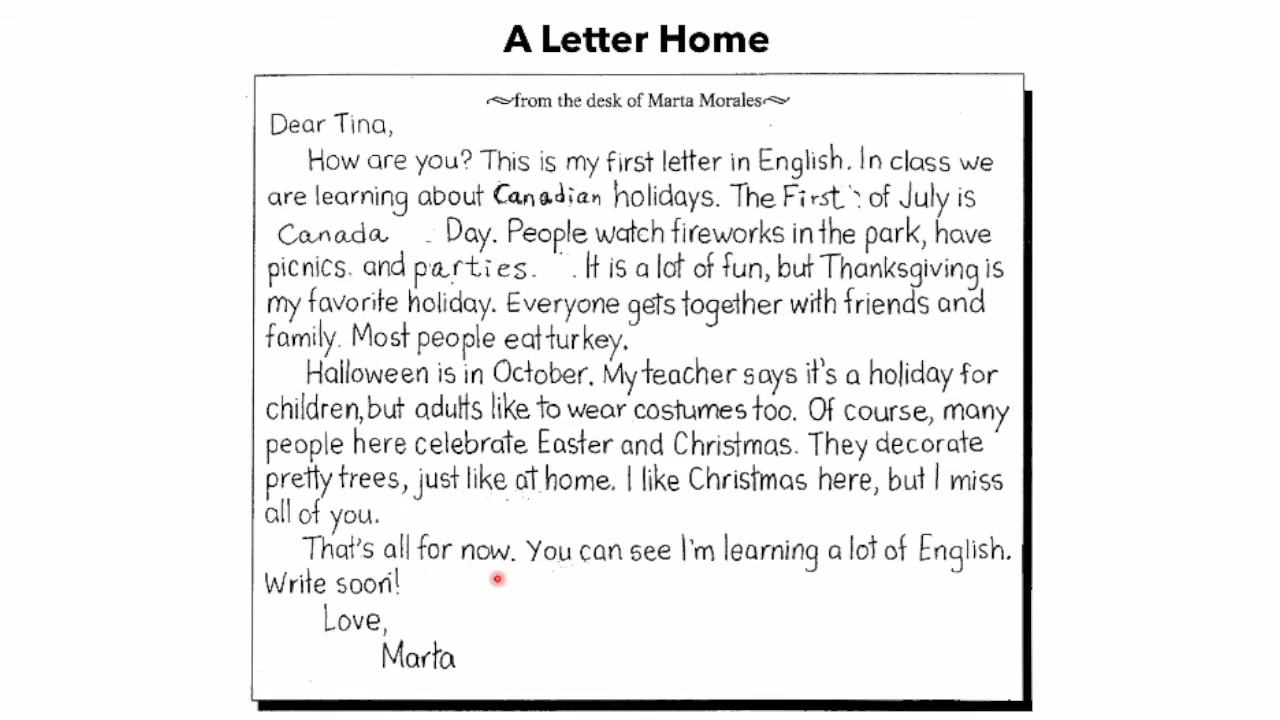 A Letter Home
from the desk of Marta Morales
Dear Tina,
How are you? This is my first letter in English. In class we
are learning about Canadian holidays. The First of July is
Canada Day. People watch fireworks in the park, have
picnics. and parties. It is a lot of fun, but Thanksgiving is
my favorite holiday. Everyone gets together with friends and
family. Most people eat turkey.
Halloween is in October. My teacher says it's a holiday for
children, but adults like to wear costumes too. Of course, many
people here celebrate Easter and Christmas. They decorate
pretty trees, just like at home. I like Christmas here, but I miss
all of you.
That's all for now. You can see I'm learning a lot of English.
Write soon!
Love,
Marta